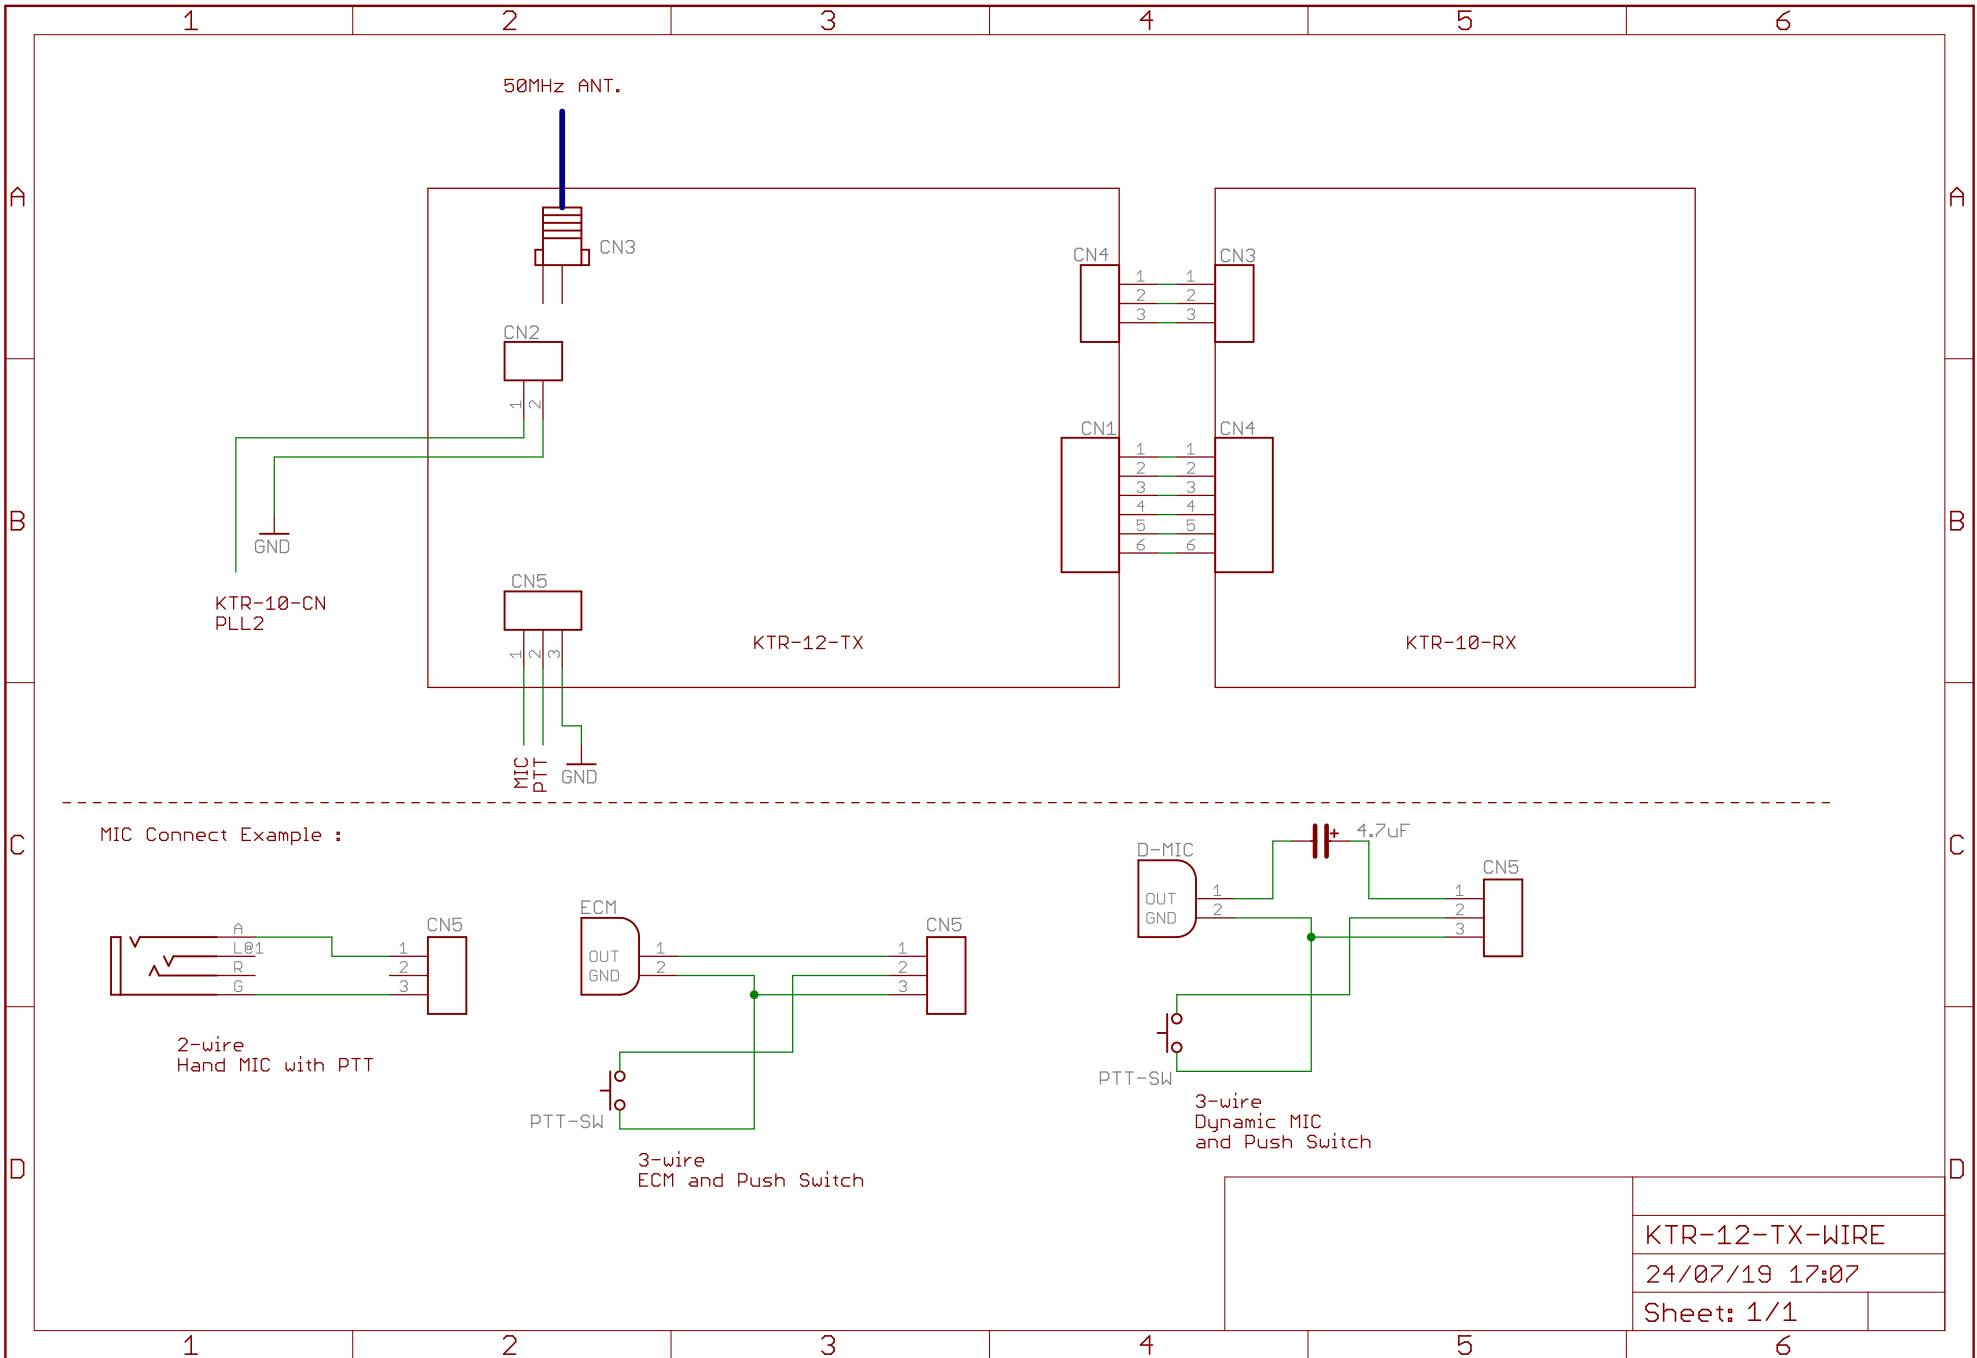 1 2 3 4 5 6
50MHz ANT.
A A
CN3
CN4 CN3
1 1
2 2
3 3
CN2
1 2
CN1 CN4
1 1
2 2
3 3
4 4
5 5
6 6
B B
GND
KTR-10-CN
PLL2
CN5
1 2 3
KTR-12-TX
KTR-10-RX
MIC
PTT
GND
MIC Connect Example :
C C
A
L@1
R
G
CN5
1
2
3
2-wire
Hand MIC with PTT
ECM
OUT 1
GND 2
CN5
1
2
3
PTT-SW
3-wire
ECM and Push Switch
D-MIC
OUT 1
GND 2
+ 4.7uF
CN5
1
2
3
PTT-SW
3-wire
Dynamic MIC
and Push Switch
D D
KTR-12-TX-WIRE
24/07/19 17:07
Sheet: 1/1
1 2 3 4 5 6